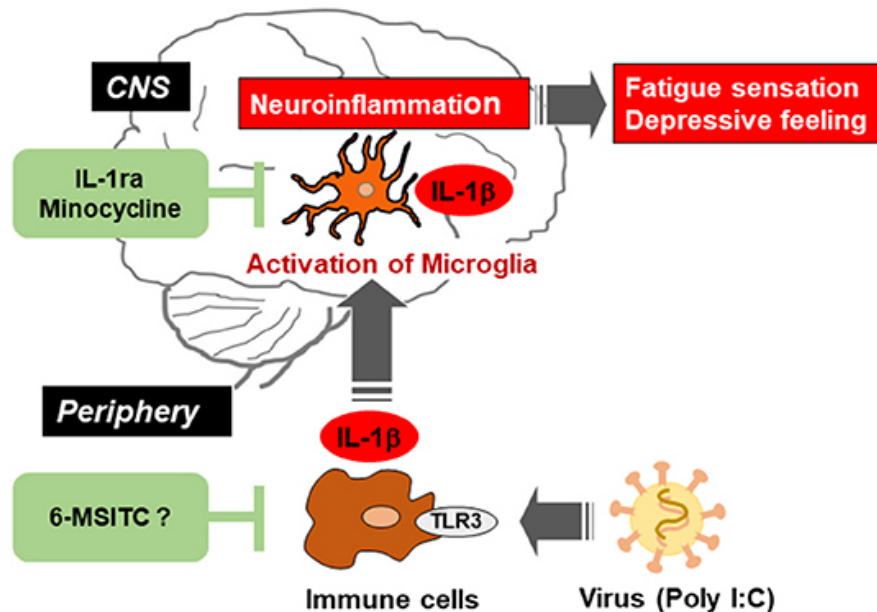 CNS
Neuroinflammation
Fatigue sensation
Depressive feeling
IL-1ra
Minocycline
IL-1β
Activation of Microglia
Periphery
IL-1β
6-MSITC ?
TLR3
Immune cells
Virus (Poly I:C)